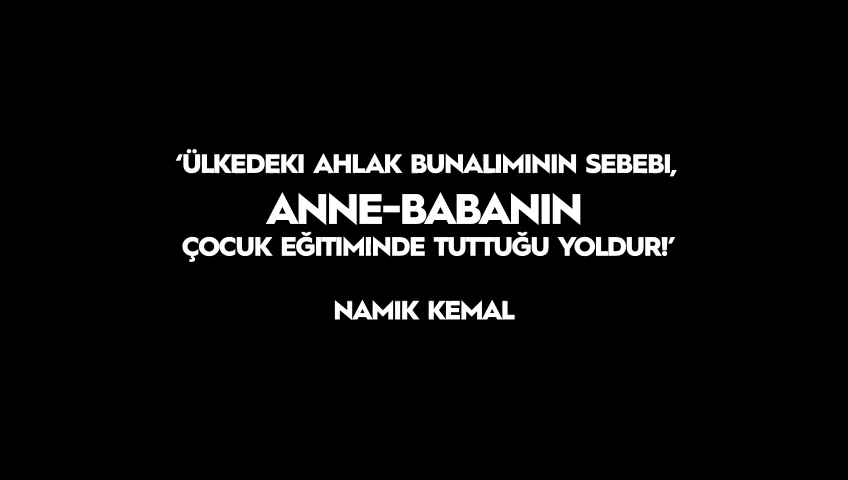 ‘ÜLKEDEKI AHLAK BUNALIMININ SEBEBI,
ANNE-BABANIN
ÇOCUK EĞITIMINDE TUTTUĞU YOLDUR!’
NAMIK KEMAL